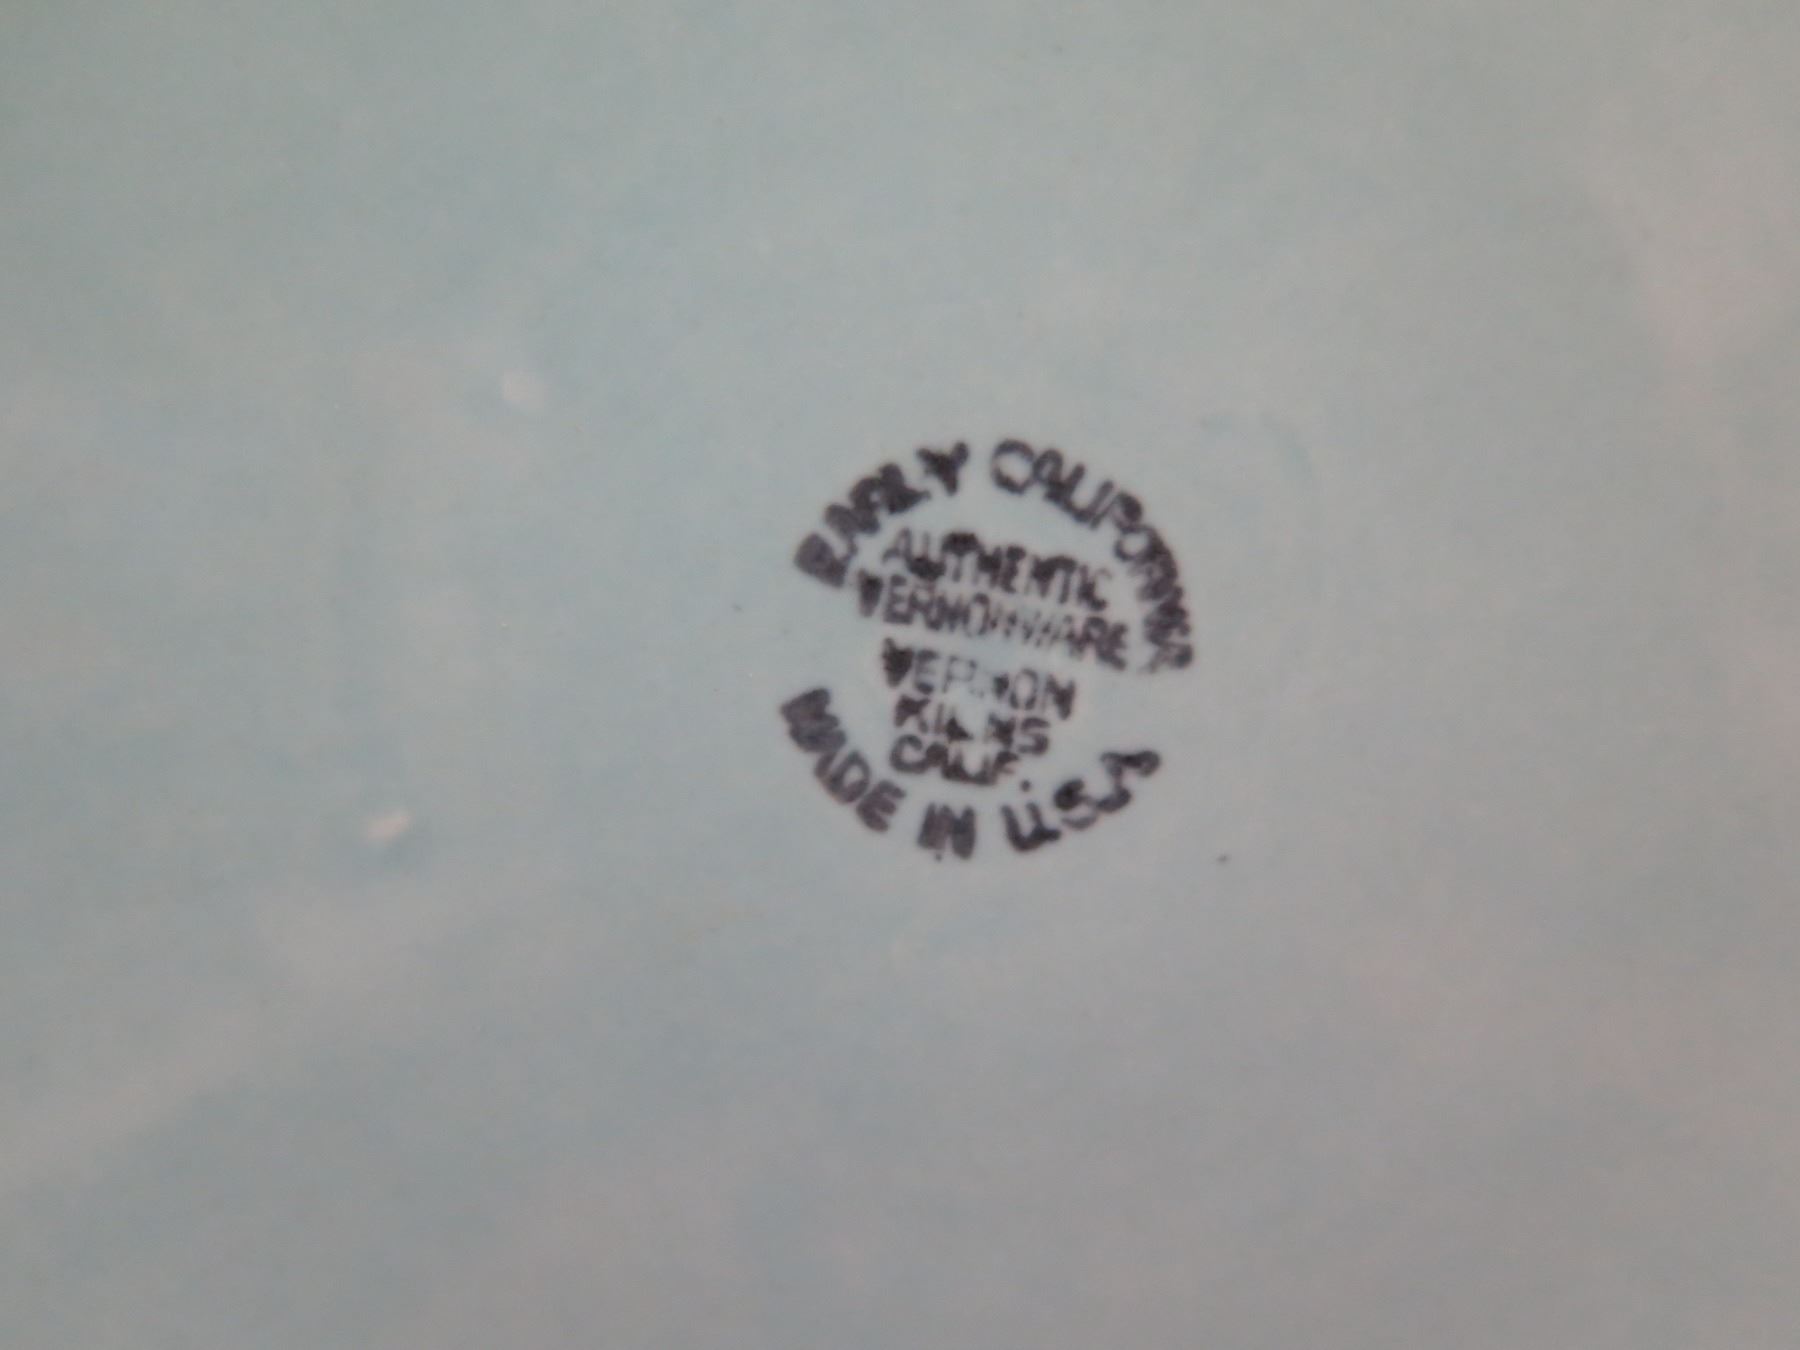 EARLY CALIFORNIA
AUTHENTIC
VERNONWARE
VERNON
KILNS
CALIF.
MADE IN U.S.A